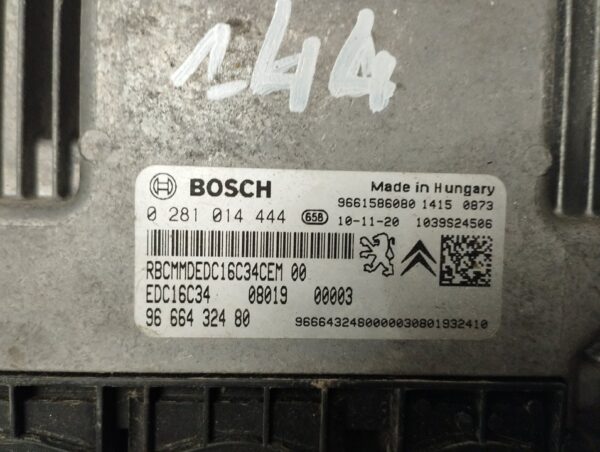 1.44
BOSCH Made in Hungary
9661586080 1415 0873
0 281 014 444 658 10-11-20 1039S24506
RBCMMDEDC16C34CEM 00
EDC16C34 08019 00003
96 664 324 80 9666432480000030801932410